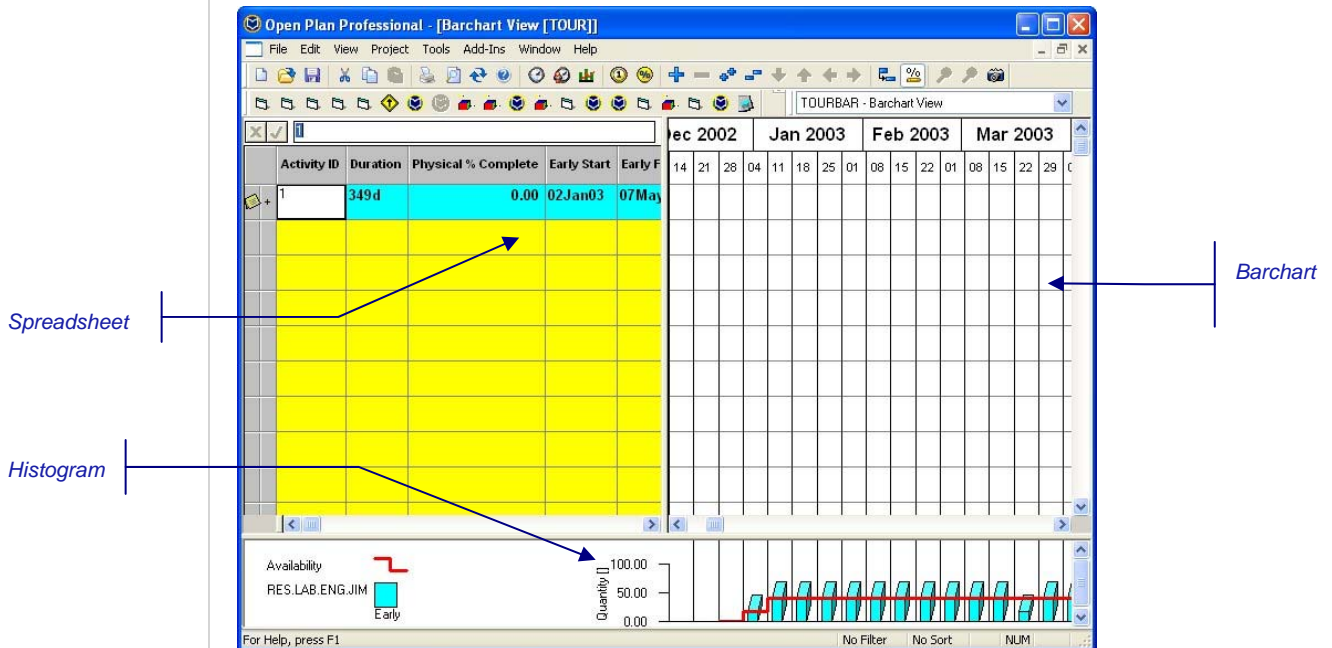 Open Plan Professional - [Barchart View [TOUR]]
File Edit View Project Tools Add-Ins Window Help
TOURBAR - Barchart View
1
ec 2002 Jan 2003 Feb 2003 Mar 2003
Activity ID Duration Physical % Complete Early Start Early F
14 21 28 04 11 18 25 01 08 15 22 01 08 15 22 29
1 349d 0.00 02Jan03 07May
Spreadsheet
Barchart
Histogram
Availability
RES.LAB.ENG.JIM
Early
Quantity []
100.00
50.00
0.00
For Help, press F1 No Filter No Sort NUM